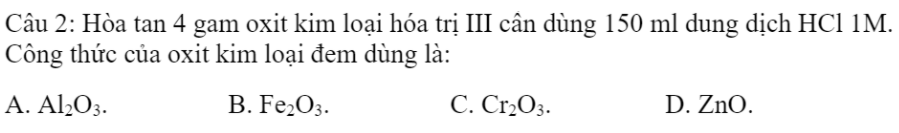 Câu 2: Hòa tan 4 gam oxit kim loại hóa trị III cân dùng 150 ml dung dịch HCl 1M.
Công thức của oxit kim loại đem dùng là:
A. Al₂O₃. B. Fe₂O₃. C. Cr₂O₃. D. ZnO.